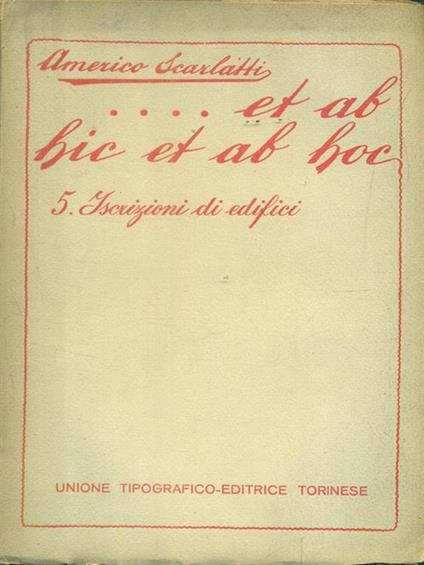 Americo Scarlatti
.... et ab
hic et ab hoc
5. Iscrizioni di edifici
UNIONE TIPOGRAFICO-EDITRICE TORINESE